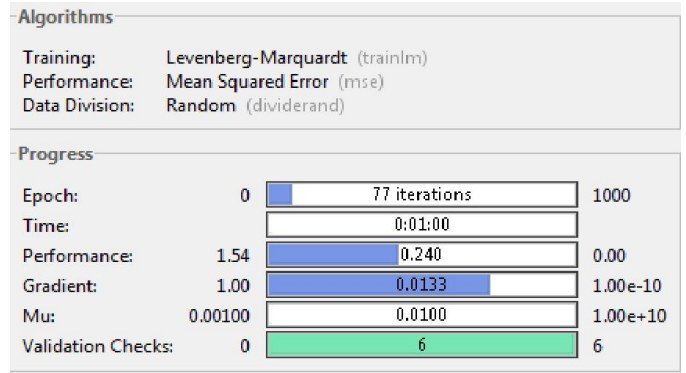 Algorithms
Training: Levenberg-Marquardt (trainlm)
Performance: Mean Squared Error (mse)
Data Division: Random (dividerand)
Progress
Epoch: 0 77 iterations 1000
Time: 0:01:00
Performance: 1.54 0.240 0.00
Gradient: 1.00 0.0133 1.00e-10
Mu: 0.00100 0.0100 1.00e+10
Validation Checks: 0 6 6